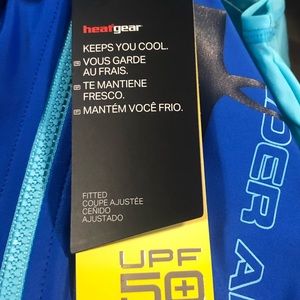 heatgear
KEEPS YOU COOL.
VOUS GARDE
AU FRAIS.
TE MANTIENE
FRESCO.
MANTÉM VOCÊ FRIO.
FITTED
COUPE AJUSTÉE
CEÑIDO
AJUSTADO
UPF
50+
DER A